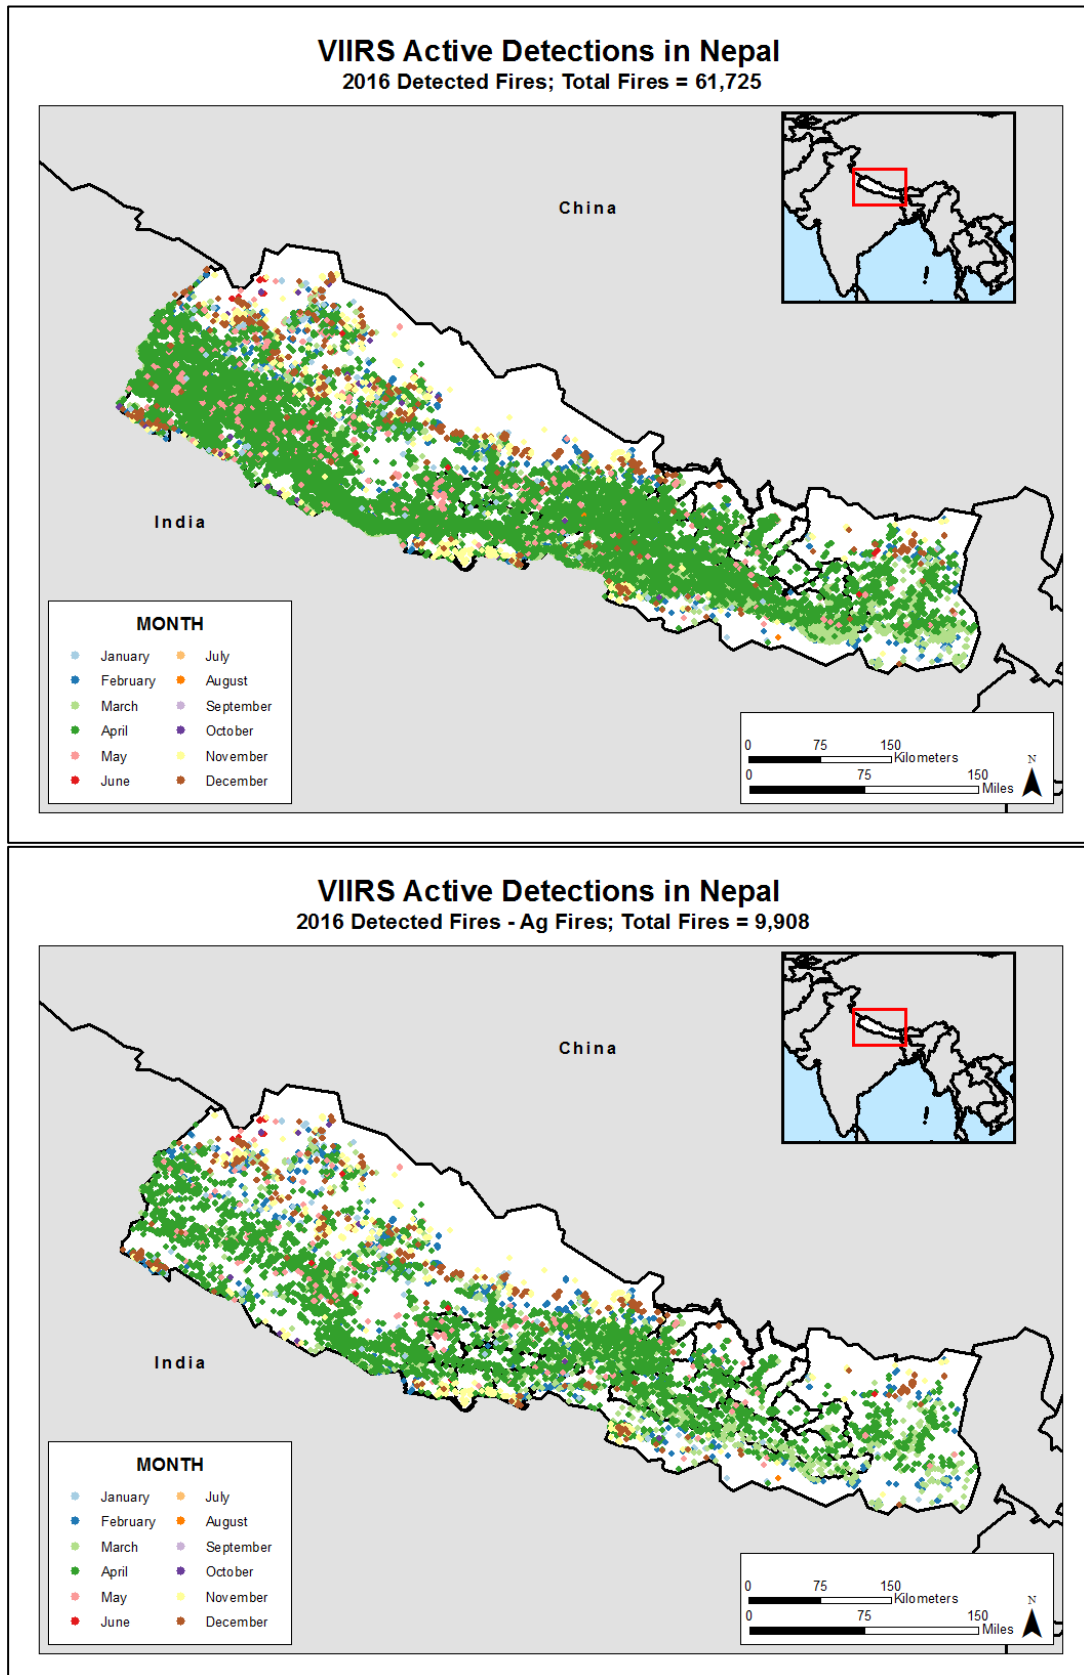 VIIRS Active Detections in Nepal
2016 Detected Fires; Total Fires = 61,725
China
India
MONTH
January July
February August
March September
April October
May November
June December
0 75 150
Kilometers
0 75 150
Miles
N
VIIRS Active Detections in Nepal
2016 Detected Fires - Ag Fires; Total Fires = 9,908
China
India
MONTH
January July
February August
March September
April October
May November
June December
0 75 150
Kilometers
0 75 150
Miles
N